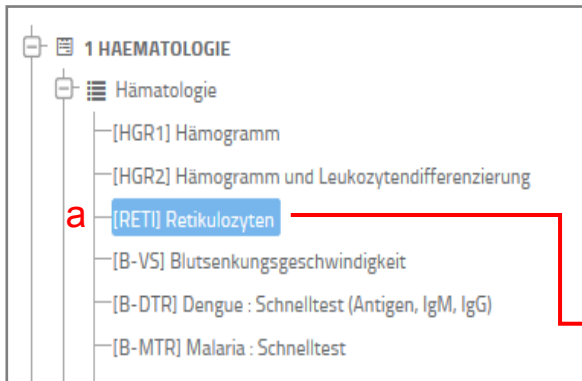 1 HAEMATOLOGIE
Hämatologie
[HGR1] Hämogramm
[HGR2] Hämogramm und Leukozytendifferenzierung
a [RETI] Retikulozyten
[B-VS] Blutsenkungsgeschwindigkeit
[B-DTR] Dengue : Schnelltest (Antigen, IgM, IgG)
[B-MTR] Malaria : Schnelltest